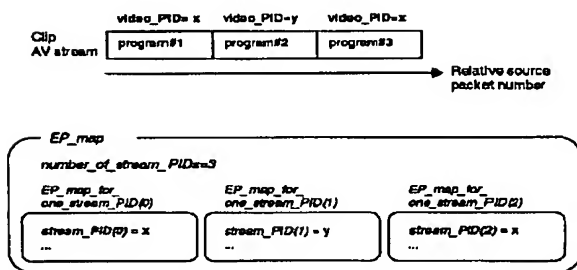 video_PID= x video_PID=y video_PID=x
Clip
AV stream
program#1 program#2 program#3
Relative source
packet number
EP_map
number_of_stream_PIDs=3
EP_map_for_
one_stream_PID(0)
EP_map_for_
one_stream_PID(1)
EP_map_for_
one_stream_PID(2)
stream_PID(0) = x
...
stream_PID(1) = y
...
stream_PID(2) = x
...